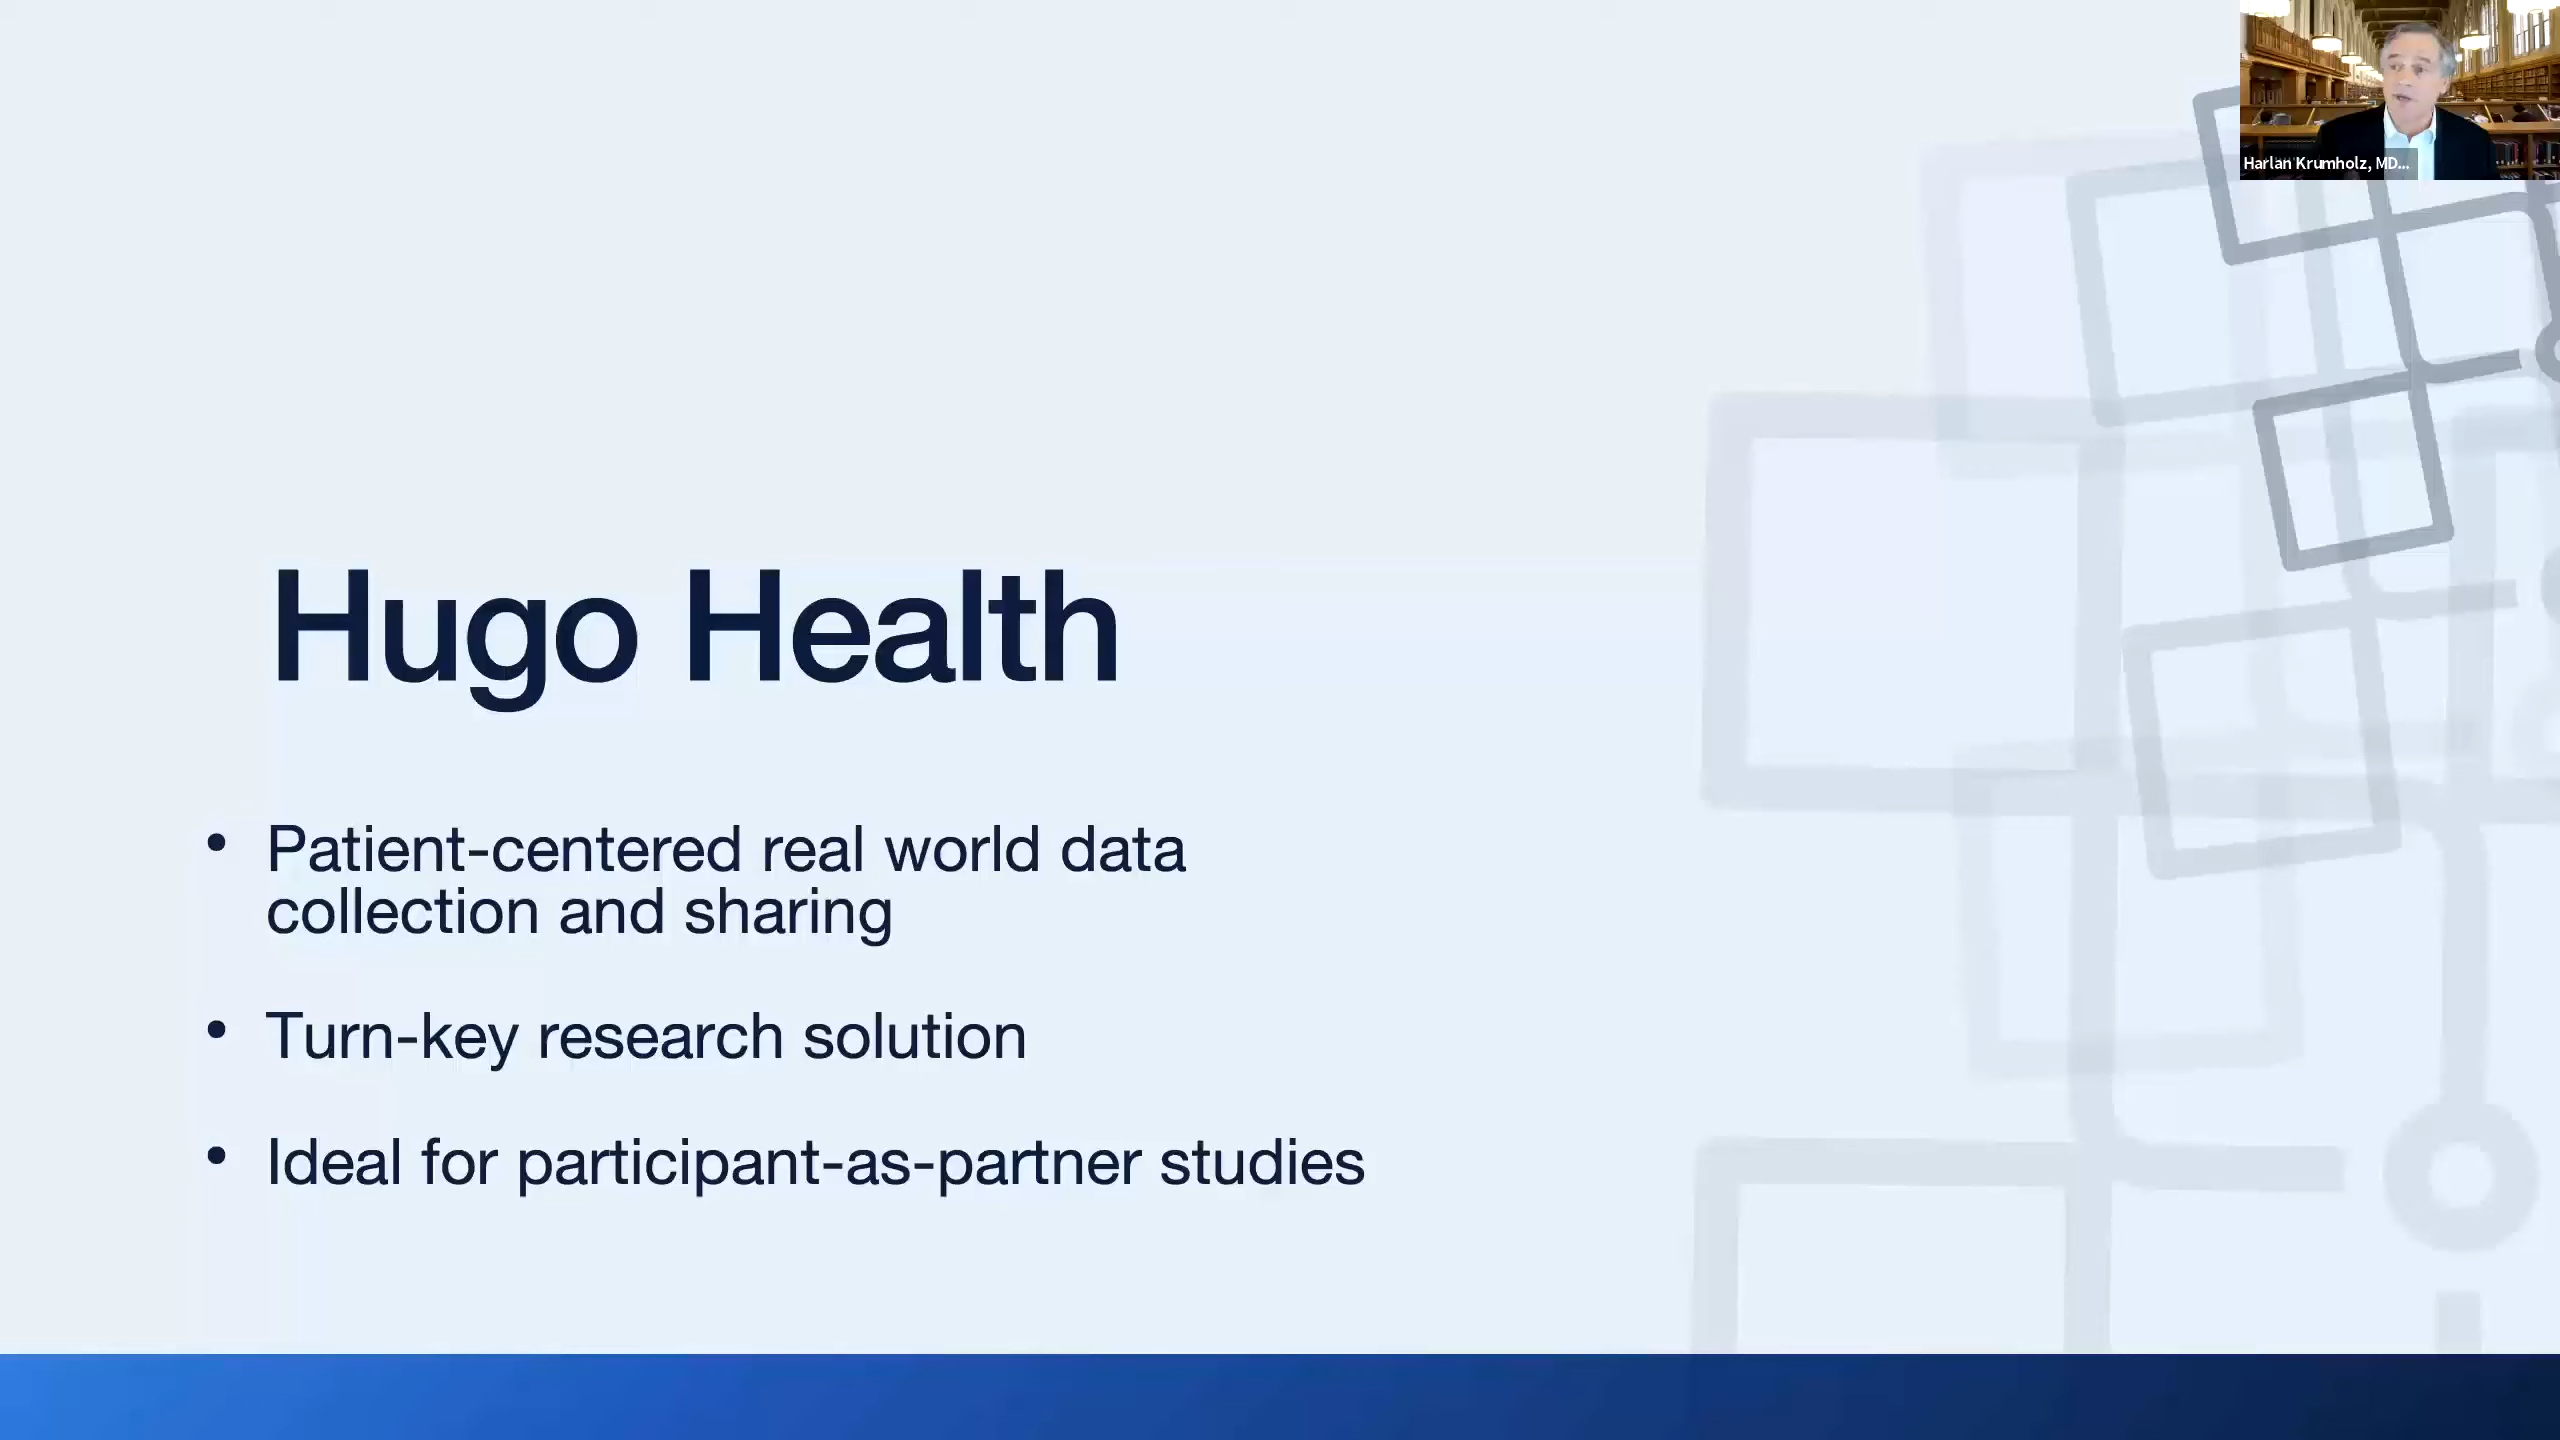 Harlan Krumholz, MD...
Hugo Health
• Patient-centered real world data
collection and sharing
• Turn-key research solution
• Ideal for participant-as-partner studies